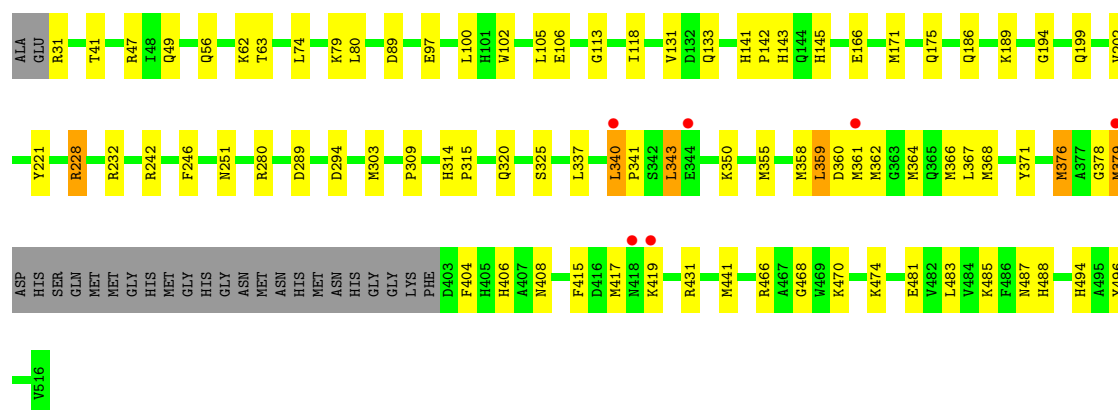 ALA GLU R31 T41 R47 I48 Q49 Q56 K62 T63 L74 K79 L80 D89 E97 L100 H101 W102 L105 E106 G113 I118 V131 D132 Q133 H141 P142 H143 Q144 H145 E166 M171 Q175 Q186 K189 G194 Q199 V202
Y221 R228 R232 R242 F246 N251 R280 D289 D294 M303 P309 H314 P315 Q320 S325 L337 L340 P341 S342 L343 E344 K350 M355 M358 L359 D360 M361 M362 G363 M364 Q365 M366 L367 M368 Y371 M376 A377 G378 M379
ASP HIS SER GLN MET MET GLY HIS MET GLY HIS GLY ASN MET ASN HIS MET ASN HIS GLY GLY LYS PHE D403 F404 H405 H406 A407 N408 F415 D416 M417 N418 K419 R431 M441 R466 A467 G468 W469 K470 K474 E481 V482 L483 V484 K485 F486 N487 H488 H494 A495 Y496
V516